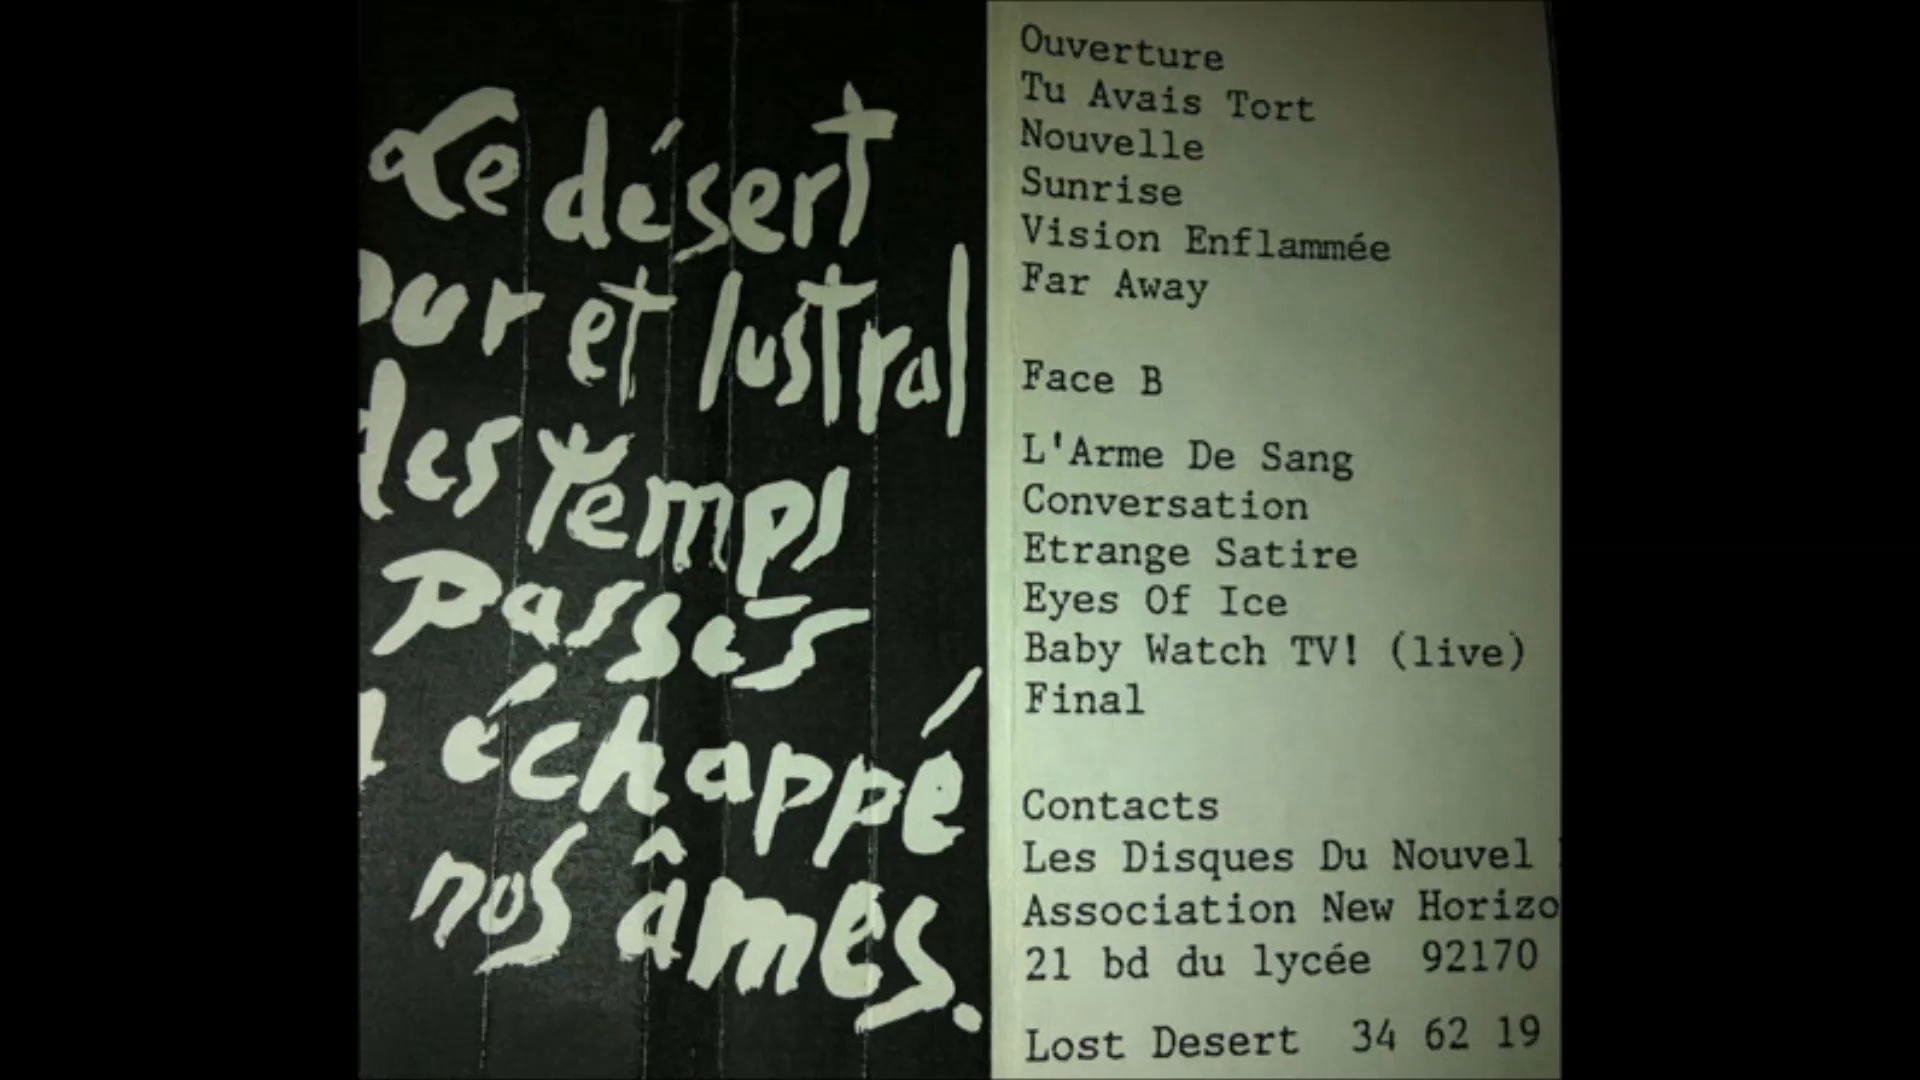 Le désert
pur et lustral
des temps
passés
a échappé
nos âmes.
Ouverture
Tu Avais Tort
Nouvelle
Sunrise
Vision Enflammée
Far Away
Face B
L'Arme De Sang
Conversation
Etrange Satire
Eyes Of Ice
Baby Watch TV! (live)
Final
Contacts
Les Disques Du Nouvel
Association New Horizo
21 bd du lycée 92170
Lost Desert 34 62 19